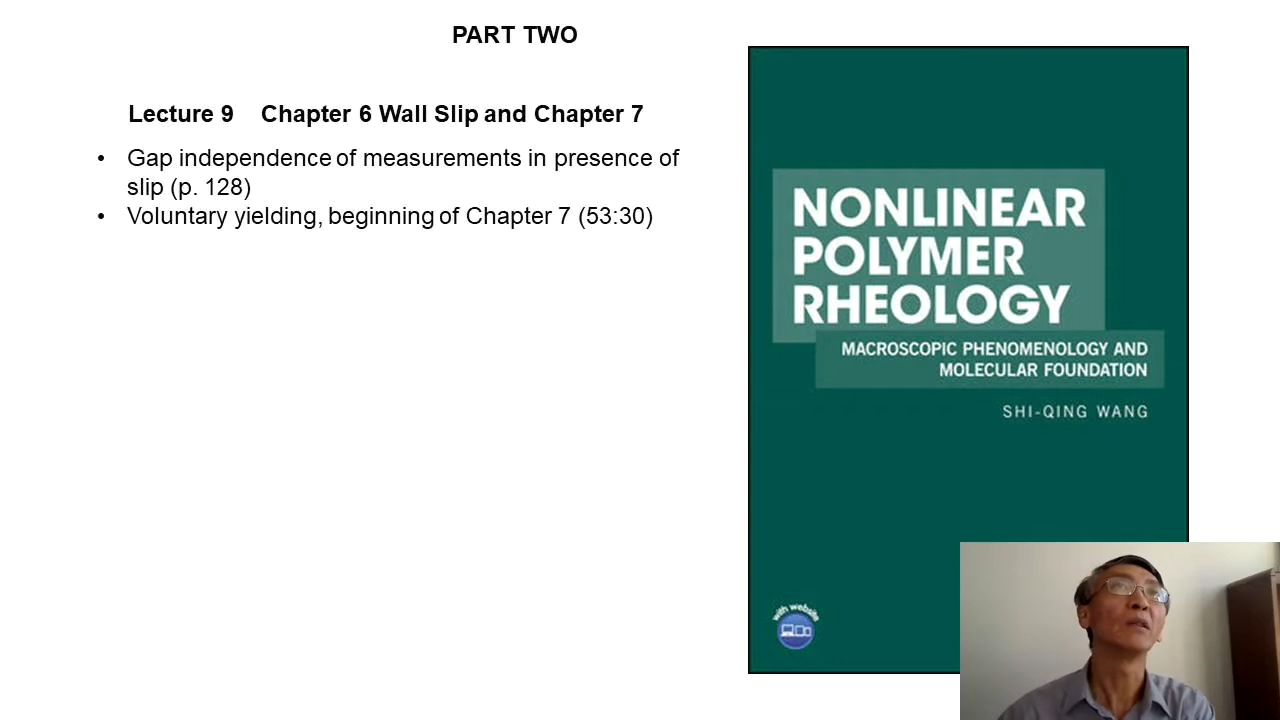 PART TWO
Lecture 9 Chapter 6 Wall Slip and Chapter 7
• Gap independence of measurements in presence of
slip (p. 128)
• Voluntary yielding, beginning of Chapter 7 (53:30)
NONLINEAR
POLYMER
RHEOLOGY
MACROSCOPIC PHENOMENOLOGY AND
MOLECULAR FOUNDATION
SHI-QING WANG
with website